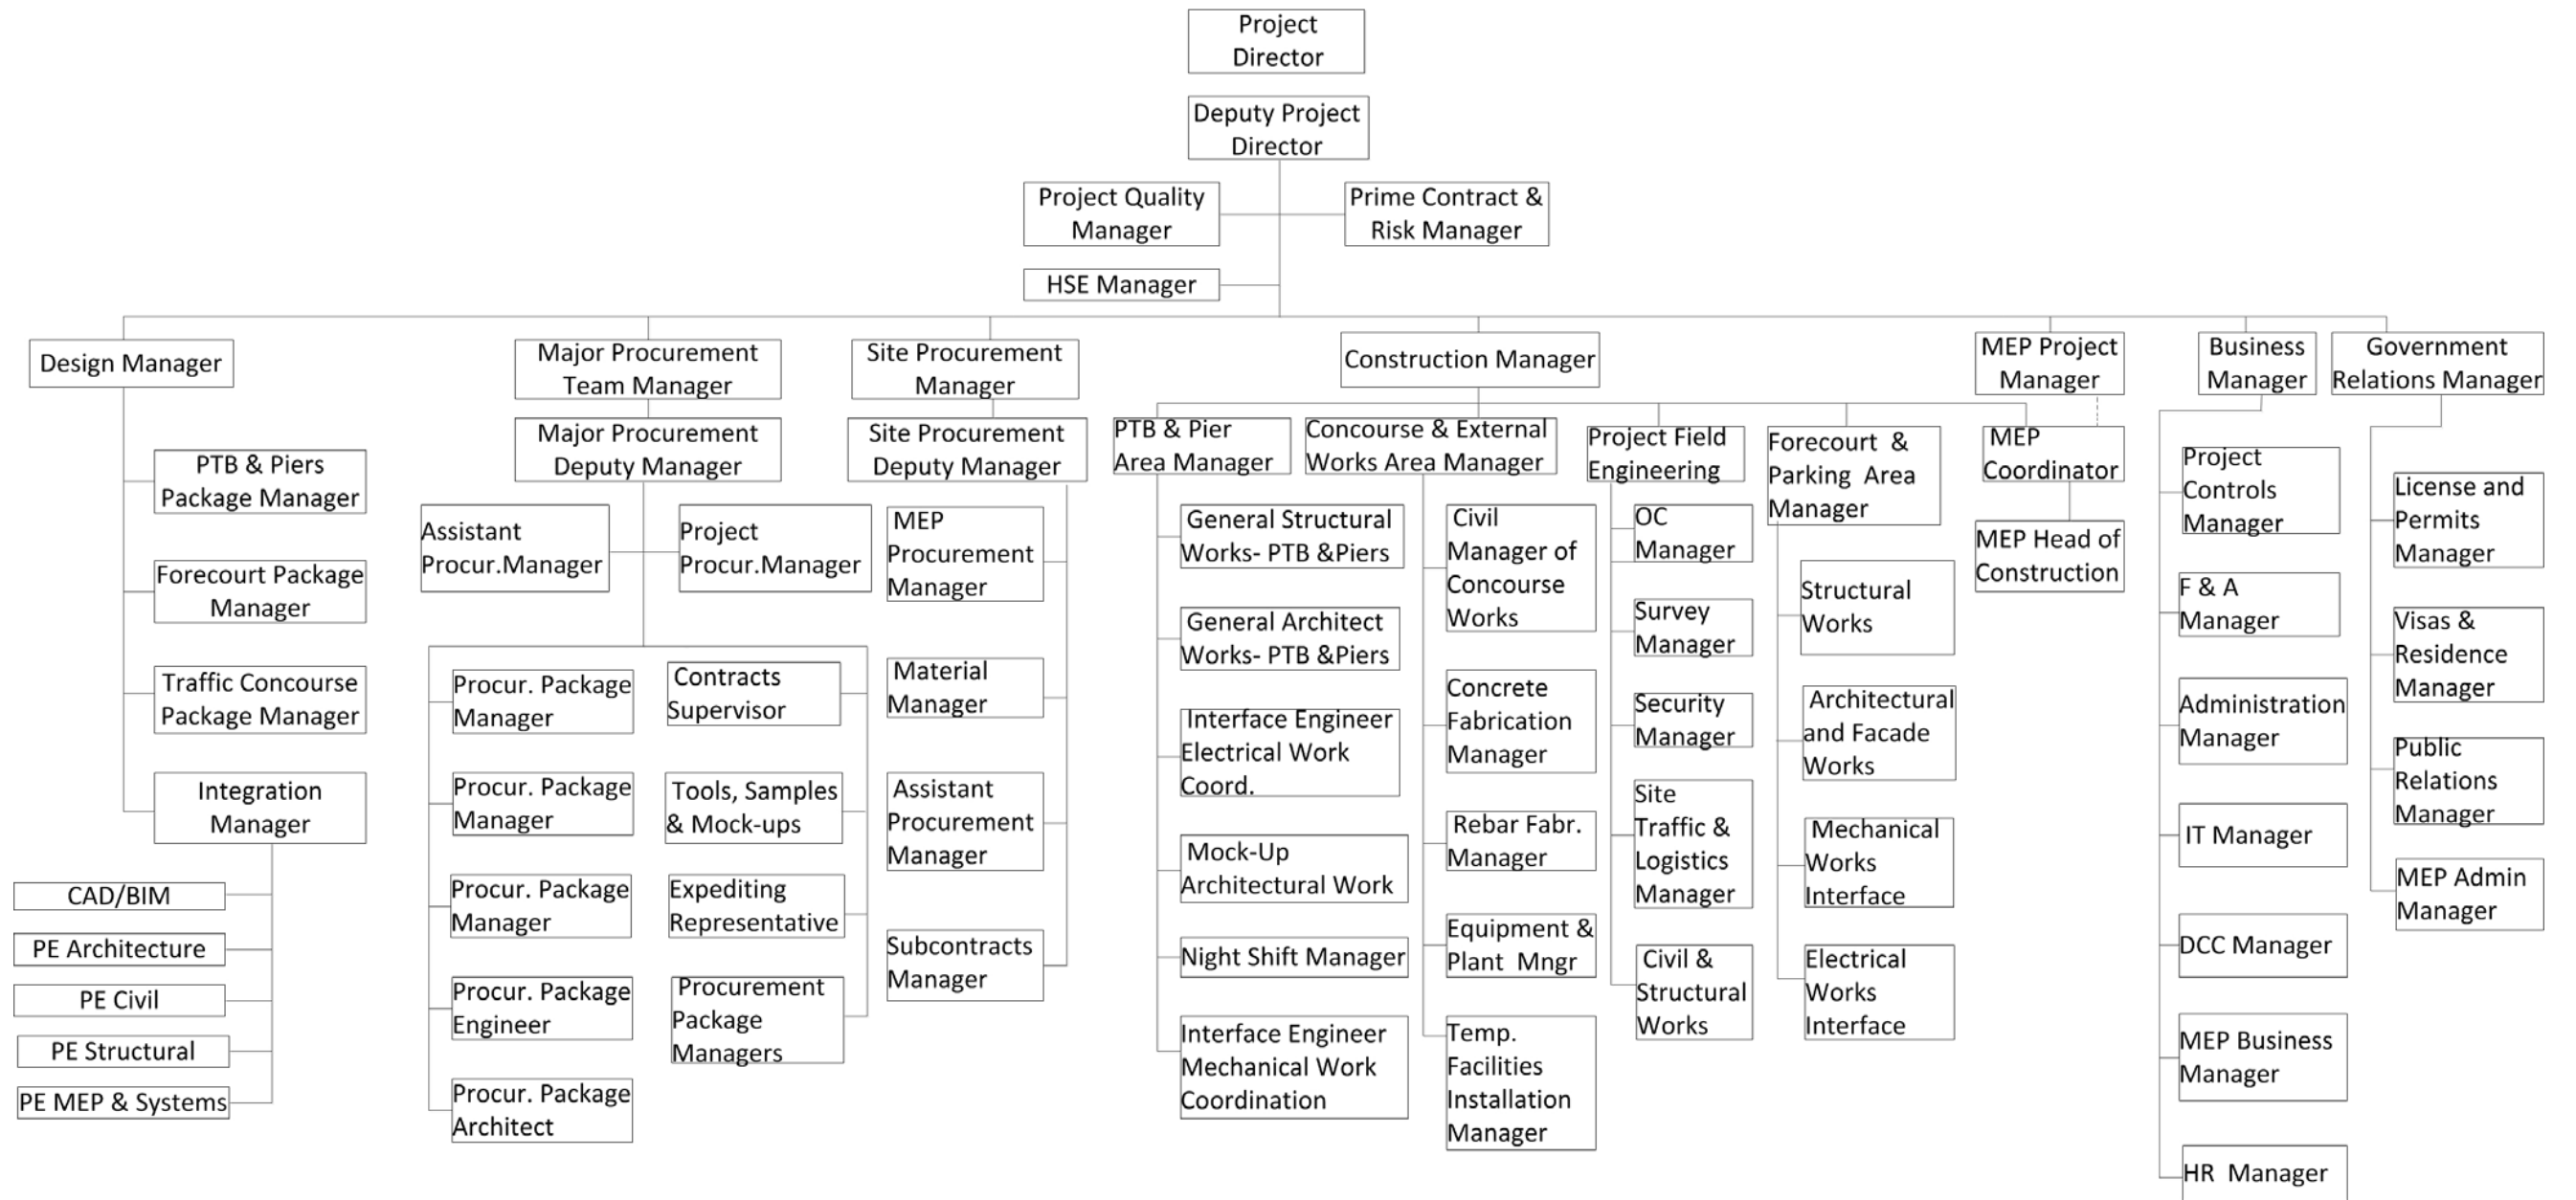 Project
Director
Deputy Project
Director
Project Quality
Manager
Prime Contract &
Risk Manager
HSE Manager
Design Manager
Major Procurement
Team Manager
Site Procurement
Manager
Construction Manager
MEP Project
Manager
Business
Manager
Government
Relations Manager
PTB & Piers
Package Manager
Forecourt Package
Manager
Traffic Concourse
Package Manager
Integration
Manager
CAD/BIM
PE Architecture
PE Civil
PE Structural
PE MEP & Systems
Major Procurement
Deputy Manager
Assistant
Procur.Manager
Project
Procur.Manager
Procur. Package
Manager
Procur. Package
Manager
Procur. Package
Manager
Procur. Package
Engineer
Procur. Package
Architect
Contracts
Supervisor
Tools, Samples
& Mock-ups
Expediting
Representative
Procurement
Package
Managers
Site Procurement
Deputy Manager
MEP
Procurement
Manager
Material
Manager
Assistant
Procurement
Manager
Subcontracts
Manager
PTB & Pier
Area Manager
General Structural
Works- PTB &Piers
General Architect
Works- PTB &Piers
Interface Engineer
Electrical Work
Coord.
Mock-Up
Architectural Work
Night Shift Manager
Interface Engineer
Mechanical Work
Coordination
Concourse & External
Works Area Manager
Civil
Manager of
Concourse
Works
Concrete
Fabrication
Manager
Rebar Fabr.
Manager
Equipment &
Plant Mngr
Temp.
Facilities
Installation
Manager
Project Field
Engineering
OC
Manager
Survey
Manager
Security
Manager
Site
Traffic &
Logistics
Manager
Civil &
Structural
Works
Forecourt &
Parking Area
Manager
Structural
Works
Architectural
and Facade
Works
Mechanical
Works
Interface
Electrical
Works
Interface
MEP
Coordinator
MEP Head of
Construction
Project
Controls
Manager
F & A
Manager
Administration
Manager
IT Manager
DCC Manager
MEP Business
Manager
HR Manager
License and
Permits
Manager
Visas &
Residence
Manager
Public
Relations
Manager
MEP Admin
Manager